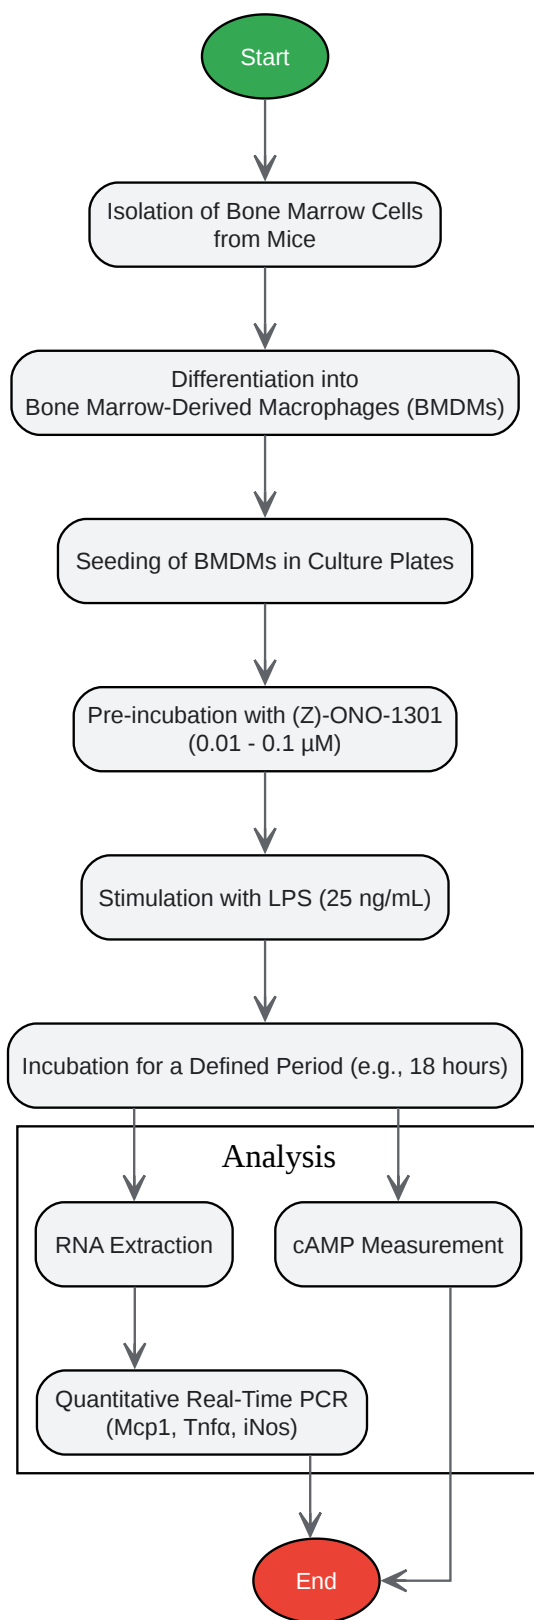 Start
Isolation of Bone Marrow Cells
from Mice
Differentiation into
Bone Marrow-Derived Macrophages (BMDMs)
Seeding of BMDMs in Culture Plates
Pre-incubation with (Z)-ONO-1301
(0.01 - 0.1 µM)
Stimulation with LPS (25 ng/mL)
Incubation for a Defined Period (e.g., 18 hours)
Analysis
RNA Extraction
cAMP Measurement
Quantitative Real-Time PCR
(Mcp1, Tnfα, iNos)
End